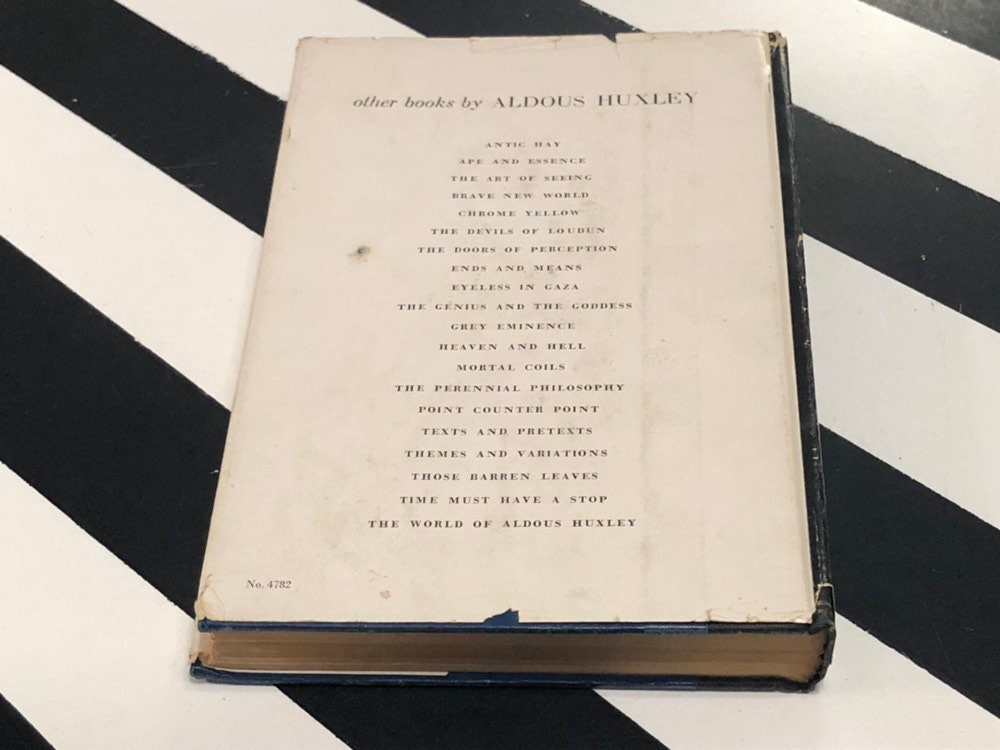 other books by ALDOUS HUXLEY
ANTIC HAY
APE AND ESSENCE
THE ART OF SEEING
BRAVE NEW WORLD
CHROME YELLOW
THE DEVILS OF LOUDUN
THE DOORS OF PERCEPTION
ENDS AND MEANS
EYELESS IN GAZA
THE GENIUS AND THE GODDESS
GREY EMINENCE
HEAVEN AND HELL
MORTAL COILS
THE PERENNIAL PHILOSOPHY
POINT COUNTER POINT
TEXTS AND PRETEXTS
THEMES AND VARIATIONS
THOSE BARREN LEAVES
TIME MUST HAVE A STOP
THE WORLD OF ALDOUS HUXLEY
No. 4782